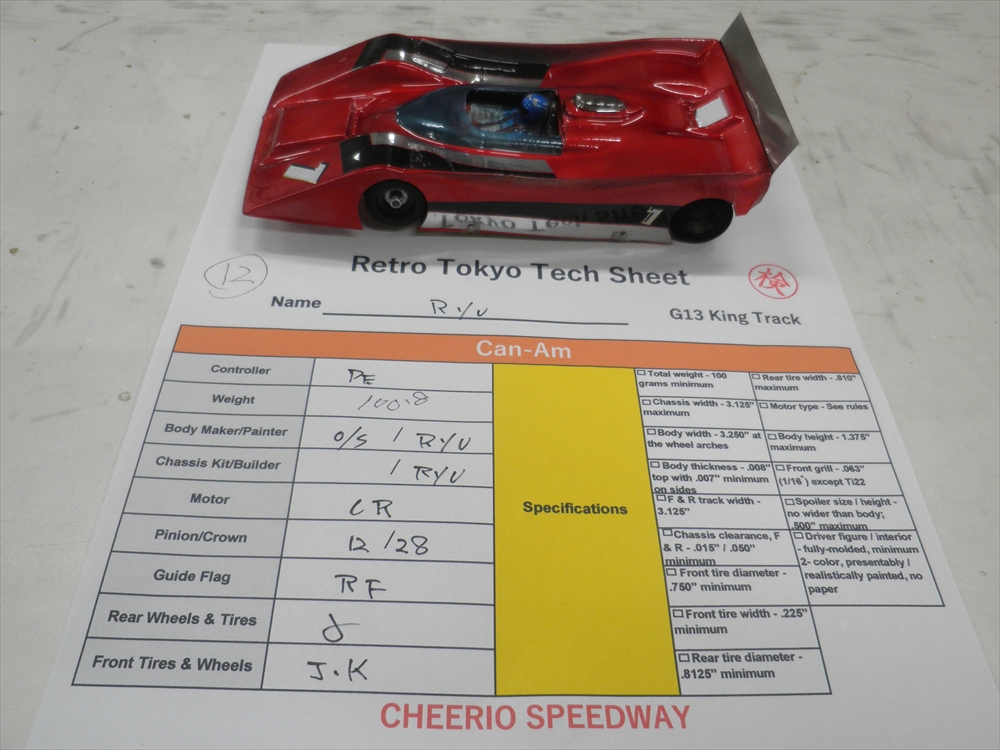 1
7
12
Retro Tokyo Tech Sheet
検
Name Ryu
G13 King Track
Can-Am
Controller
Weight 100.8
Body Maker/Painter O/S / RYU
Chassis Kit/Builder / RYU
Motor
Pinion/Crown 12/28
Guide Flag RF
Rear Wheels & Tires
Front Tires & Wheels J.K
Specifications
☐ Total weight - 100
grams minimum
☐ Chassis width - 3.125"
maximum
☐ Body width - 3.250" at
the wheel arches
☐ Body thickness - .008"
top with .007" minimum
on sides
☐ F & R track width -
3.125"
☐ Chassis clearance, F
& R - .015" / .050"
minimum
☐ Front tire diameter -
.750" minimum
☐ Front tire width - .225"
minimum
☐ Rear tire diameter -
.8125" minimum
☐ Rear tire width - .810"
maximum
☐ Motor type - See rules
☐ Body height - 1.375"
maximum
☐ Front grill - .063"
(1/16") except Ti22
☐ Spoiler size / height -
no wider than body;
.500" maximum
☐ Driver figure / interior
- fully-molded, minimum
2- color, presentably /
realistically painted, no
paper
CHEERIO SPEEDWAY